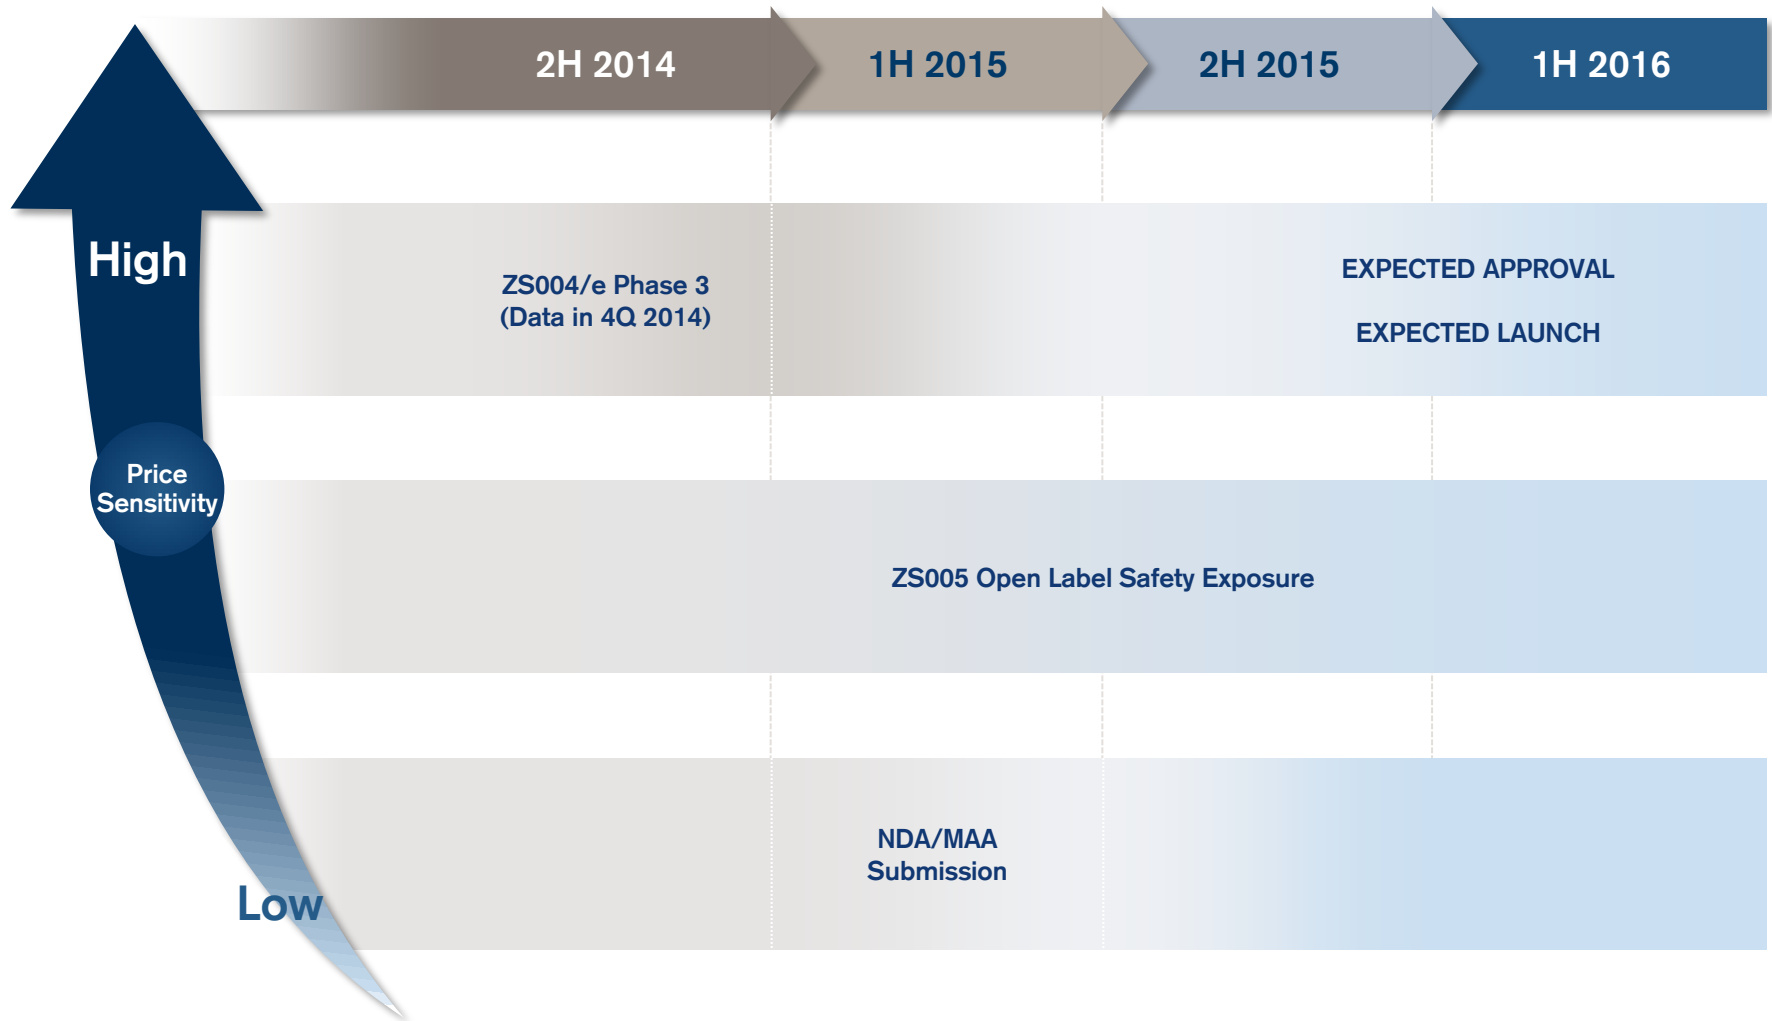 2H 2014
1H 2015
2H 2015
1H 2016
High
ZS004/e Phase 3
(Data in 4Q 2014)
EXPECTED APPROVAL
EXPECTED LAUNCH
Price
Sensitivity
ZS005 Open Label Safety Exposure
NDA/MAA
Submission
Low